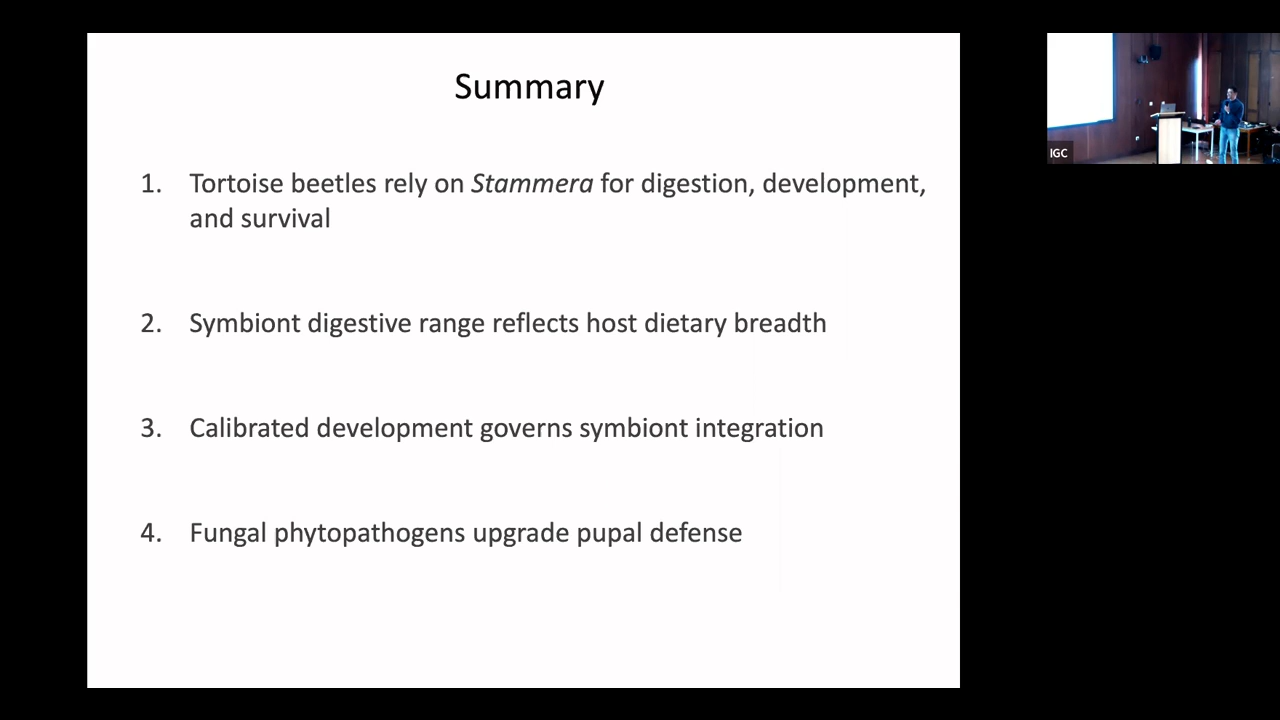 Summary
1. Tortoise beetles rely on Stammera for digestion, development,
and survival
2. Symbiont digestive range reflects host dietary breadth
3. Calibrated development governs symbiont integration
4. Fungal phytopathogens upgrade pupal defense
IGC